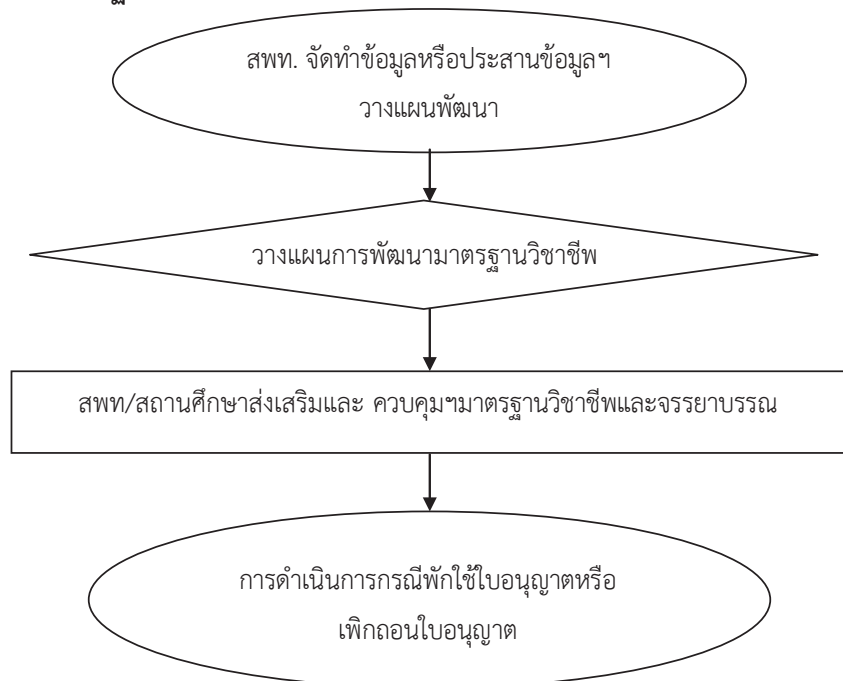 สพท. จัดทำข้อมูลหรือประสานข้อมูลฯ
วางแผนพัฒนา
วางแผนการพัฒนามาตรฐานวิชาชีพ
สพท/สถานศึกษาส่งเสริมและ ควบคุมฯมาตรฐานวิชาชีพและจรรยาบรรณ
การดำเนินการกรณีพักใช้ใบอนุญาตหรือ
เพิกถอนใบอนุญาต